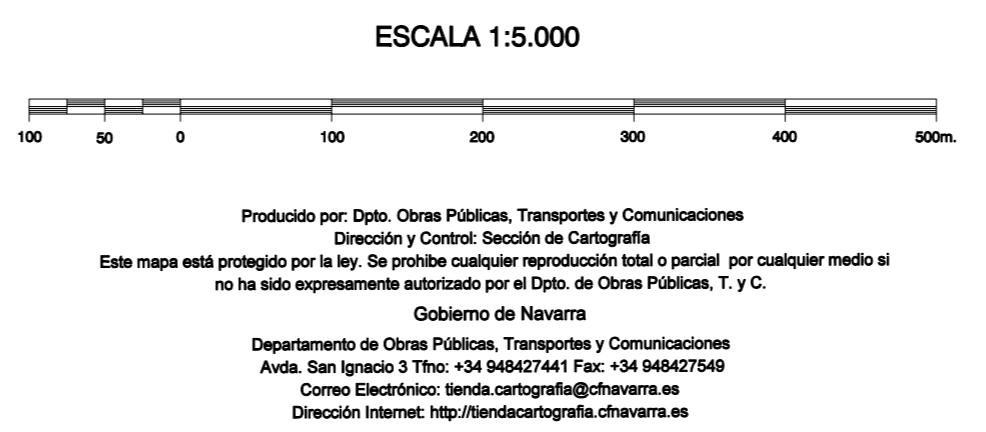 ESCALA 1:5.000
100 50 0 100 200 300 400 500m.
Producido por: Dpto. Obras Públicas, Transportes y Comunicaciones
Dirección y Control: Sección de Cartografía
Este mapa está protegido por la ley. Se prohibe cualquier reproducción total o parcial por cualquier medio si
no ha sido expresamente autorizado por el Dpto. de Obras Públicas, T. y C.
Gobierno de Navarra
Departamento de Obras Públicas, Transportes y Comunicaciones
Avda. San Ignacio 3 Tfno: +34 948427441 Fax: +34 948427549
Correo Electrónico: tienda.cartografia@cfnavarra.es
Dirección Internet: http://tiendacartografia.cfnavarra.es